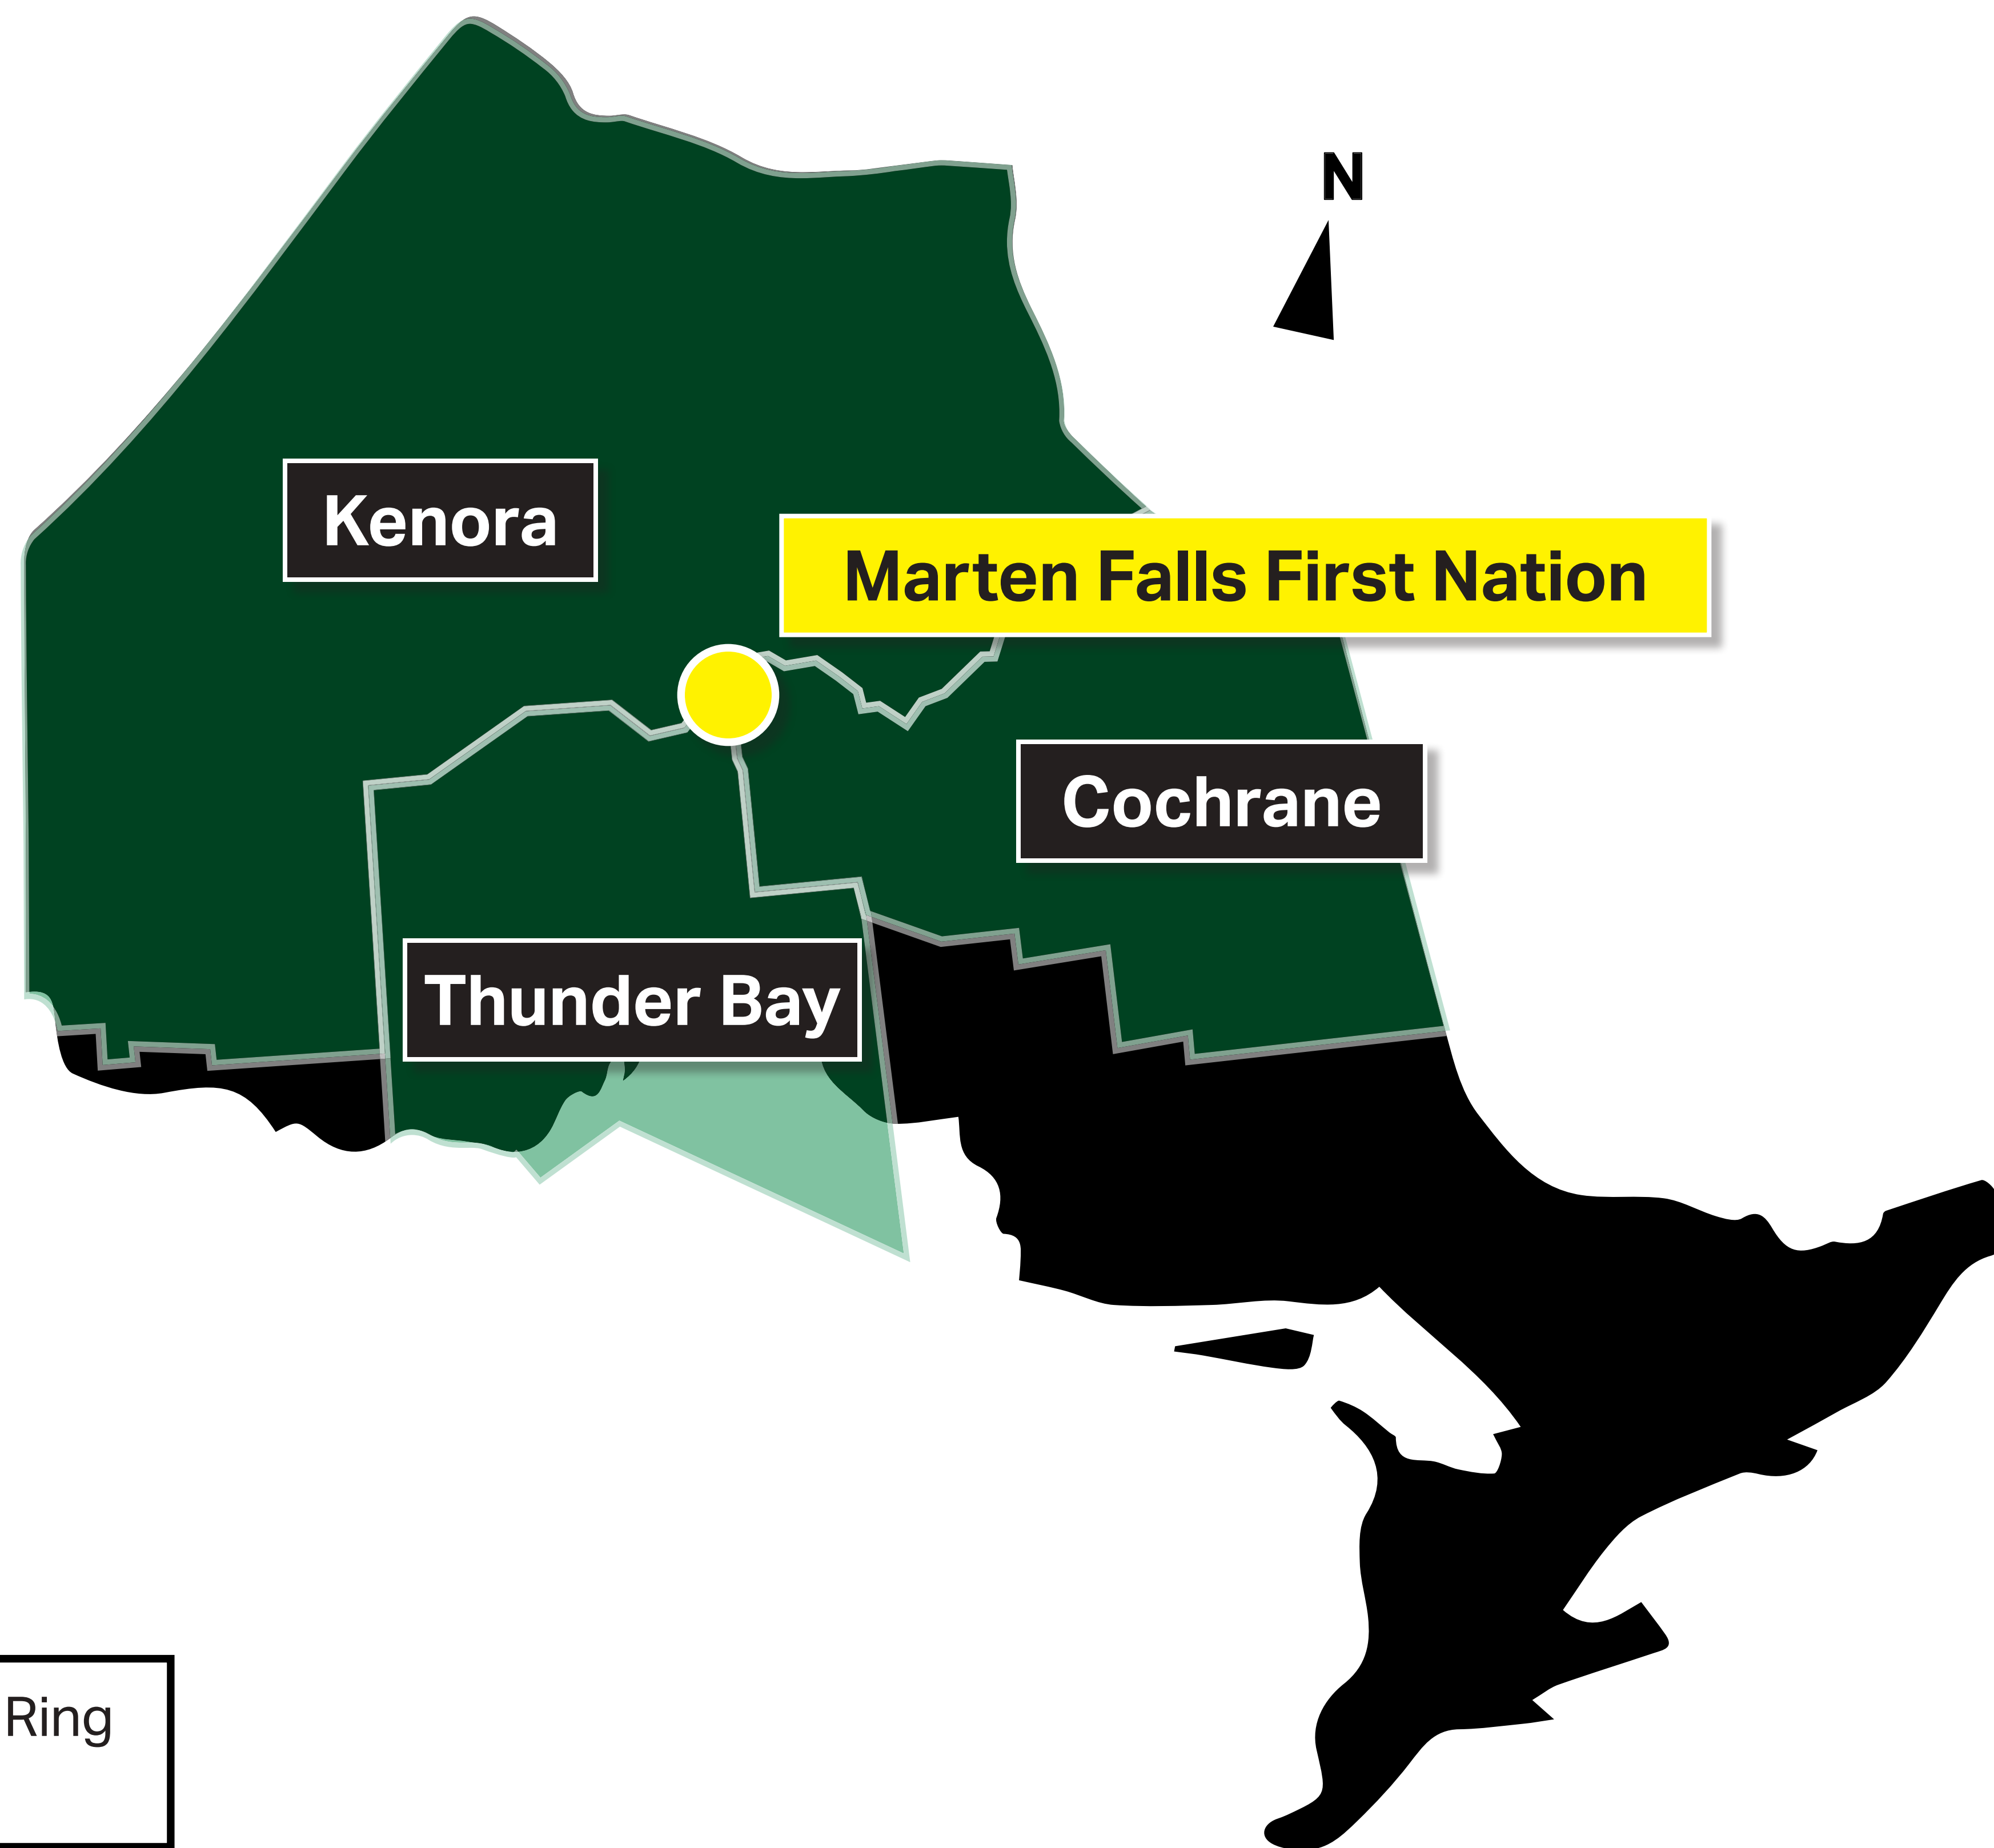 N
Kenora
Marten Falls First Nation
Cochrane
Thunder Bay
Ring